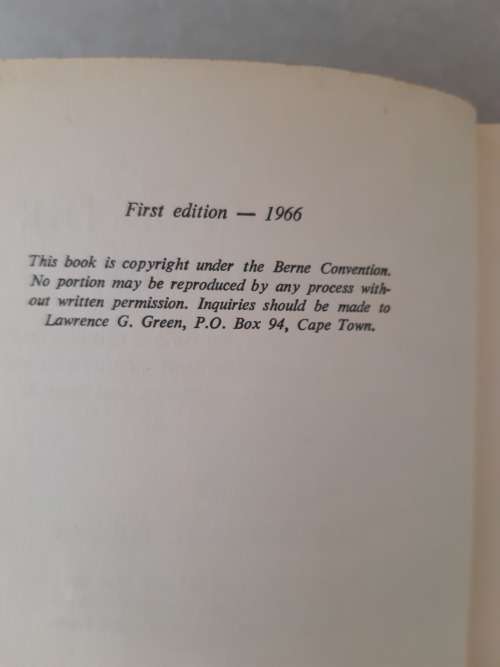 First edition — 1966
This book is copyright under the Berne Convention.
No portion may be reproduced by any process with-
out written permission. Inquiries should be made to
Lawrence G. Green, P.O. Box 94, Cape Town.